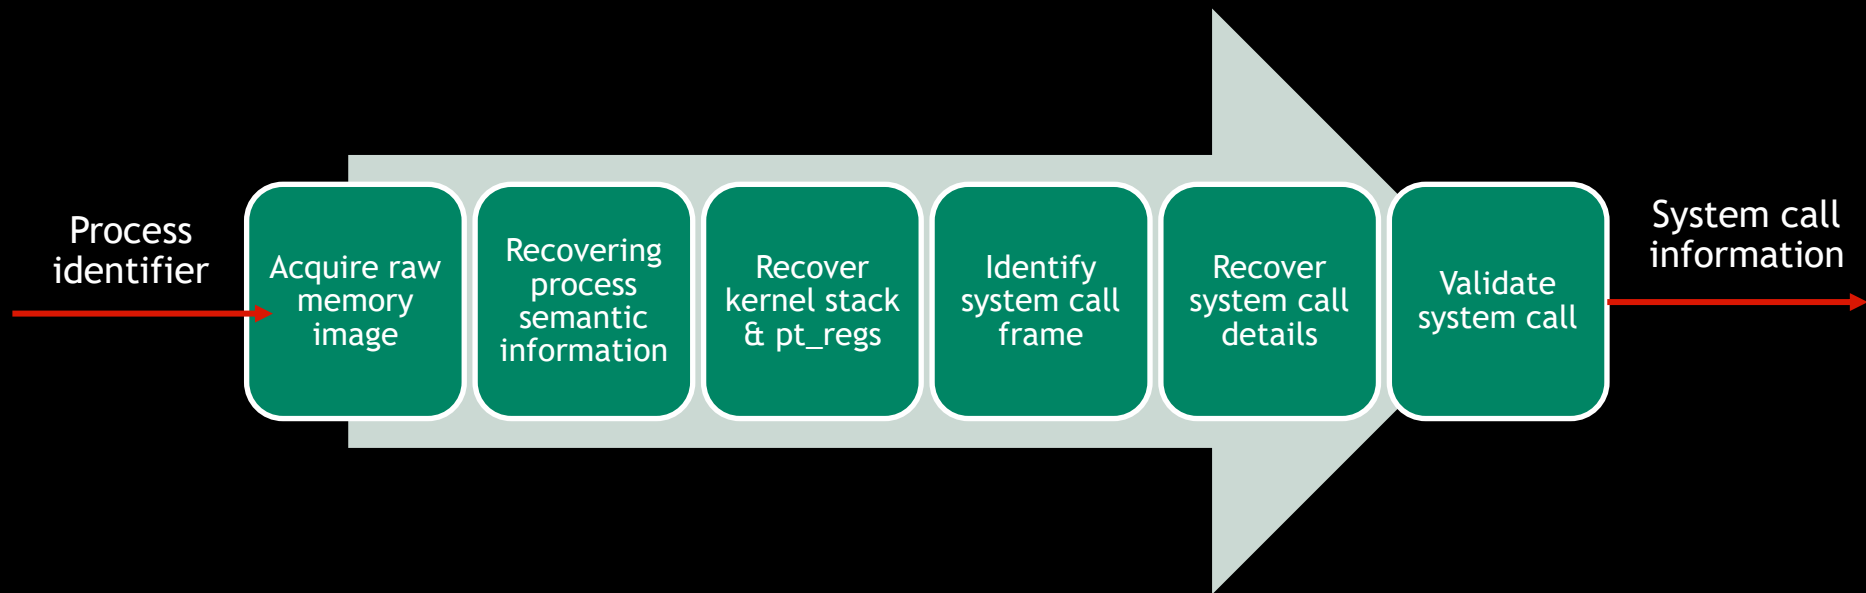 Process
identifier
Acquire raw
memory
image
Recovering
process
semantic
information
Recover
kernel stack
& pt_regs
Identify
system call
frame
Recover
system call
details
Validate
system call
System call
information